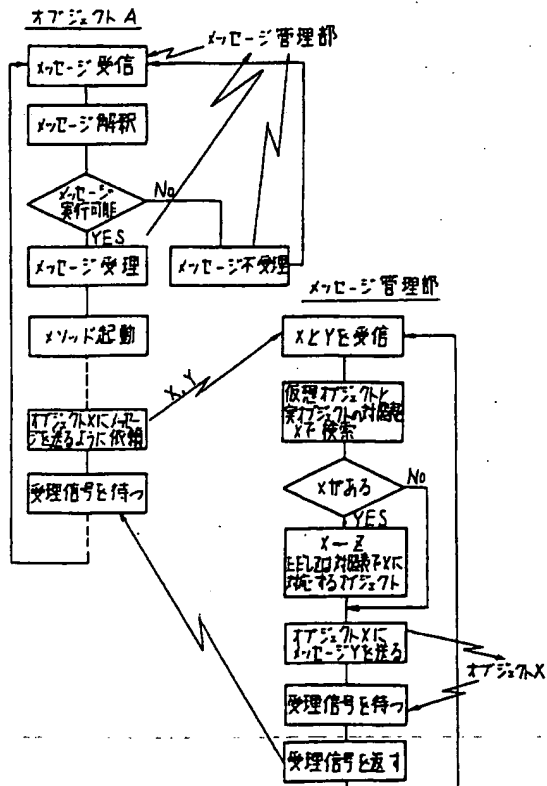 オブジェクトA
メッセージ管理部
メッセージ受信
メッセージ解釈
メッセージ
実行可能
No
YES
メッセージ受理
メッセージ不受理
メソッド起動
オブジェクトXにメッセー
ジを送るように依頼
受理信号を待つ
X,Y
メッセージ管理部
XとYを受信
仮想オブジェクトと
実オブジェクトの対応表
Xで検索
Xがある
No
YES
X←Z
但しZは対応表でXに
対応するオブジェクト
オブジェクトXに
メッセージYを送る
オブジェクトX
受理信号を待つ
受理信号を返す